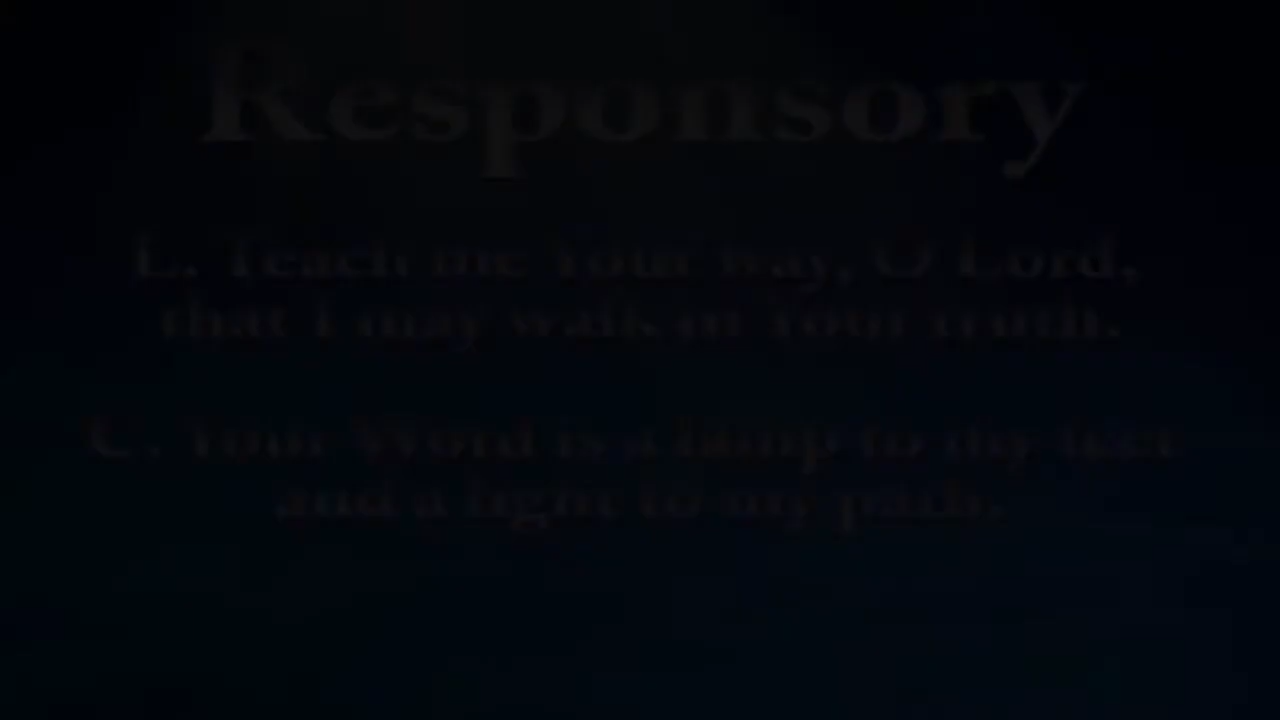 Responsory
L. Teach me Your way, O Lord,
that I may walk in Your truth.
C. Your Word is a lamp to my feet
and a light to my path.